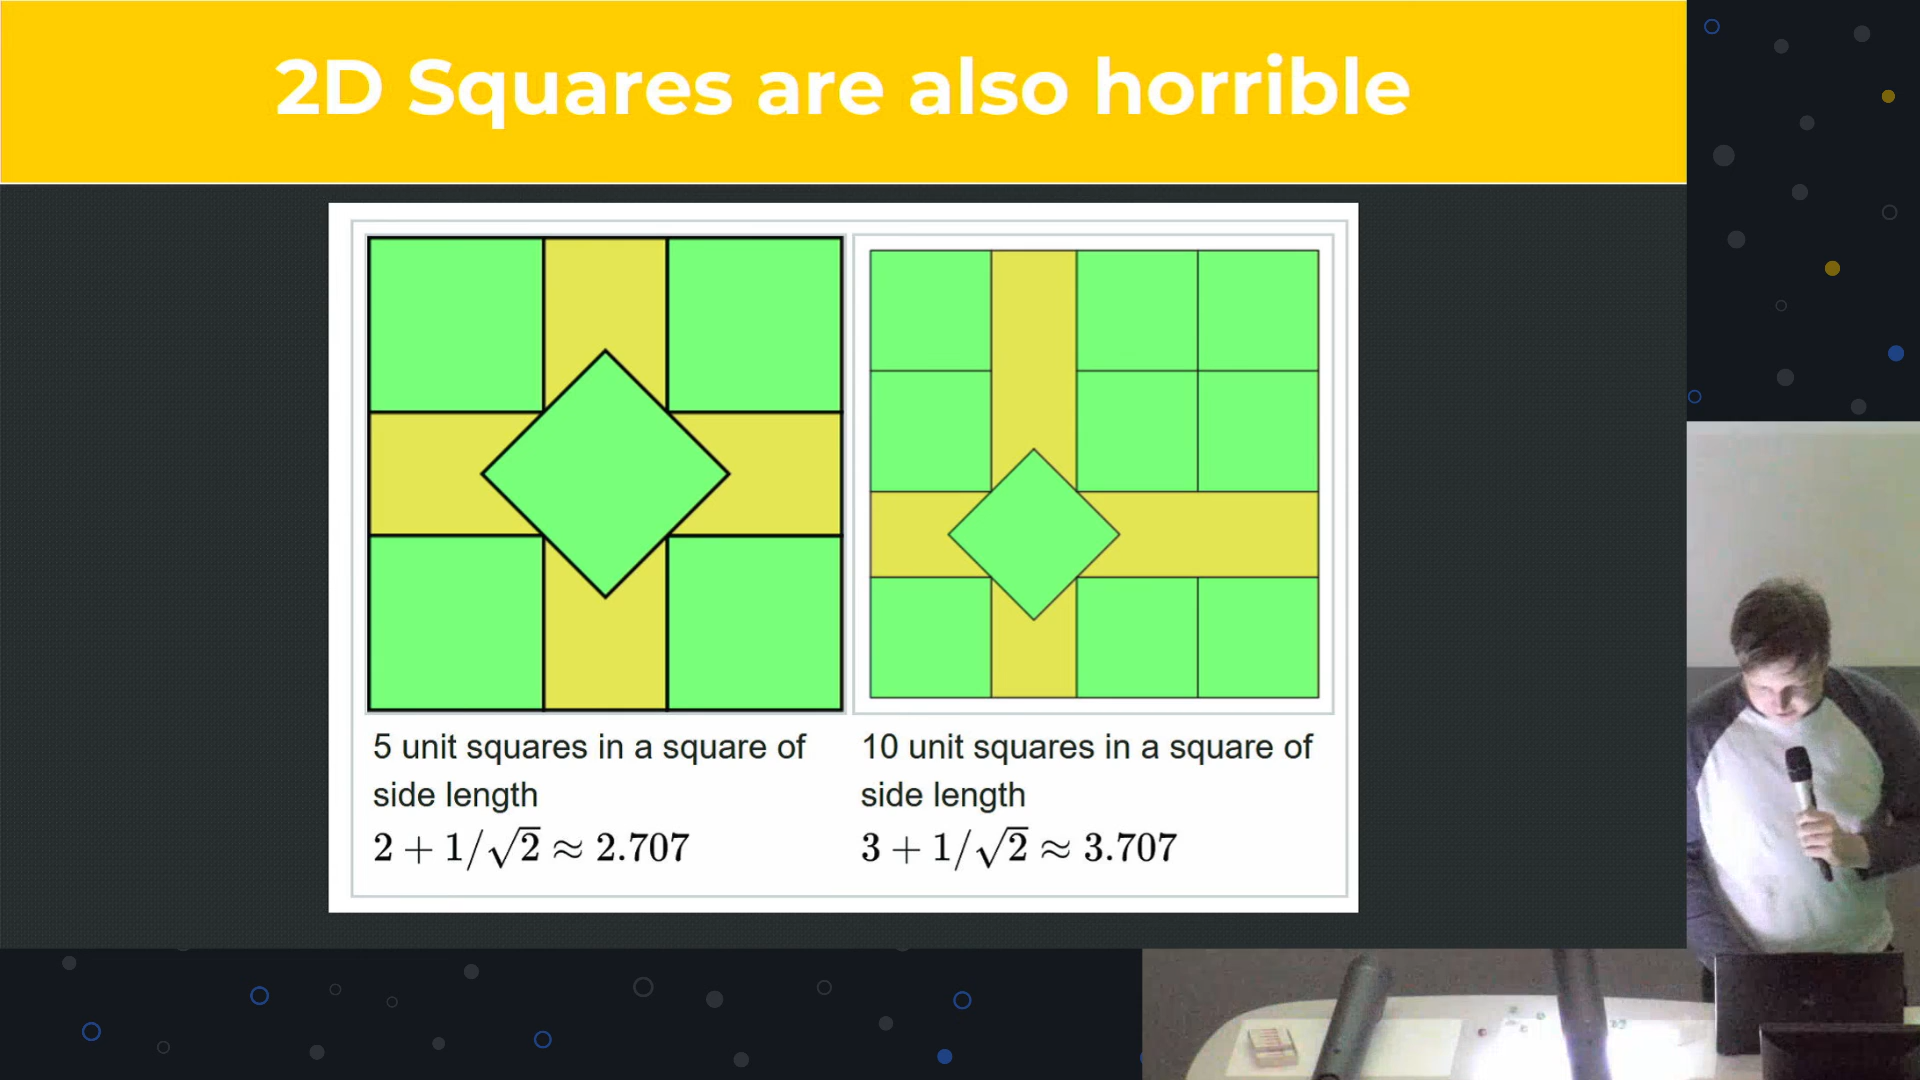 2D Squares are also horrible
5 unit squares in a square of
side length
2 + 1/√2 ≈ 2.707
10 unit squares in a square of
side length
3 + 1/√2 ≈ 3.707